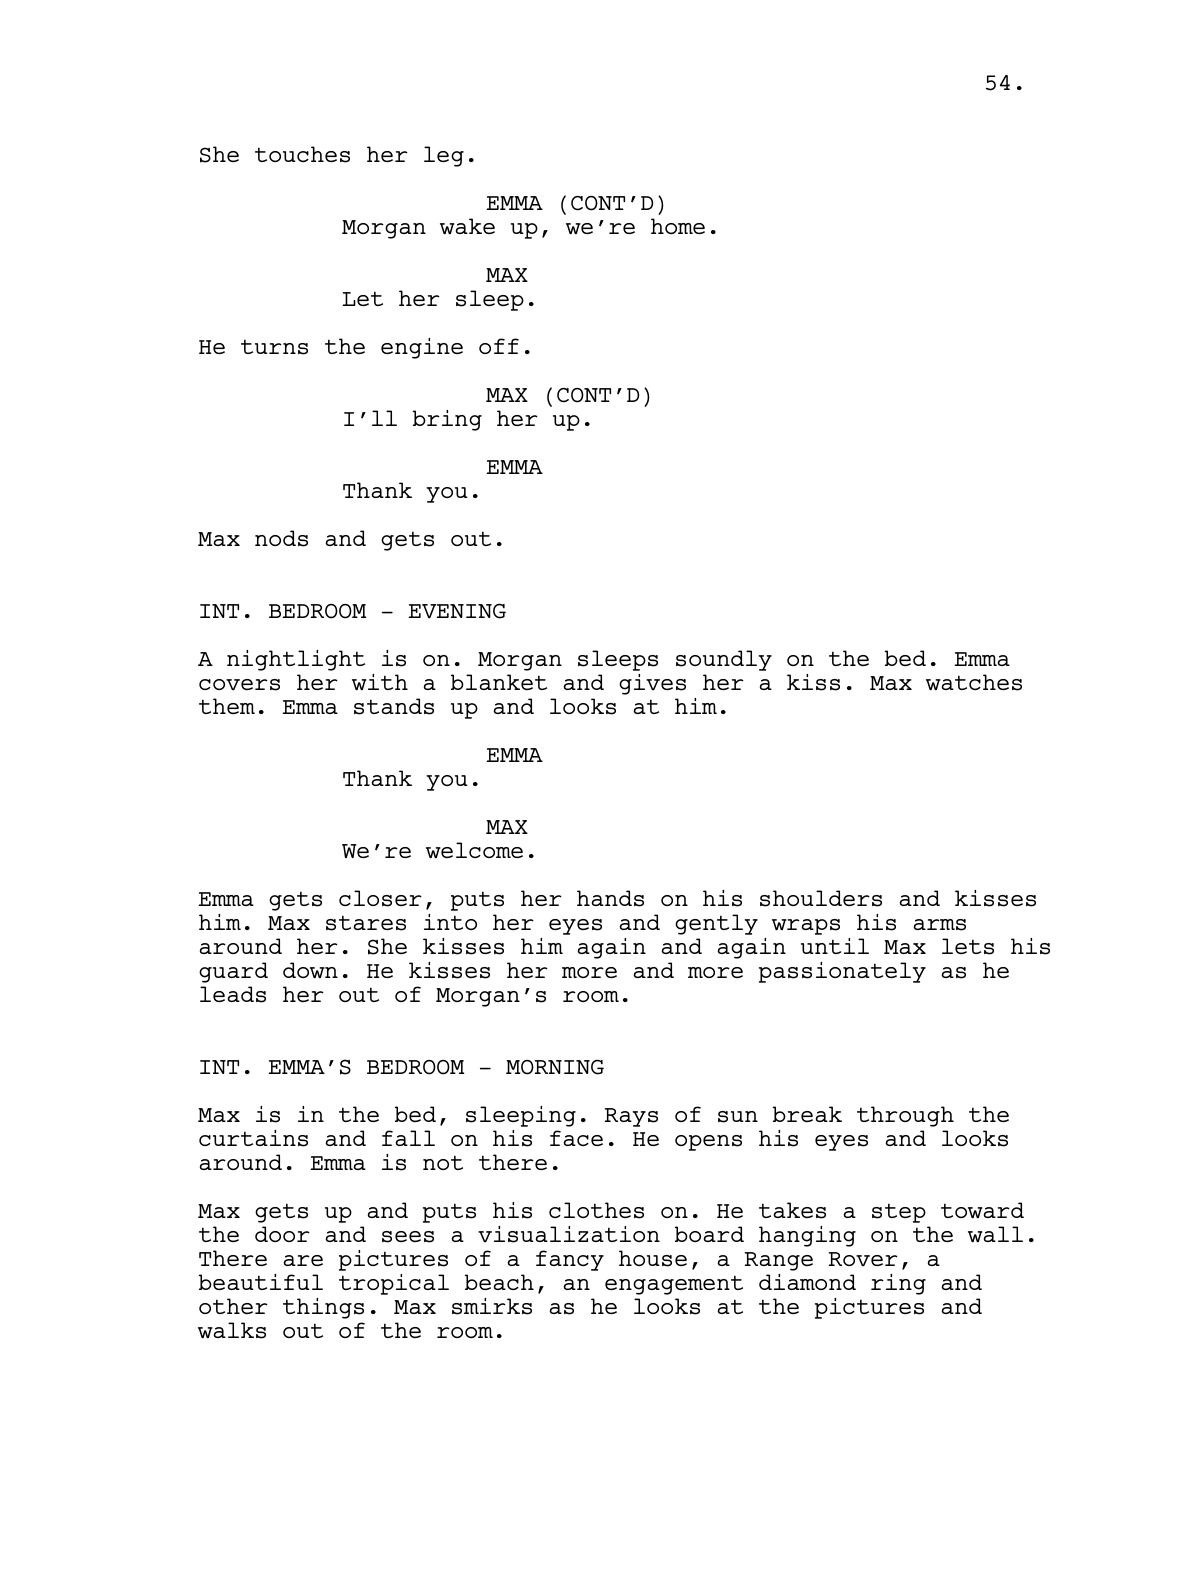 54.
She touches her leg.
EMMA (CONT’D)
Morgan wake up, we’re home.
MAX
Let her sleep.
He turns the engine off.
MAX (CONT’D)
I’ll bring her up.
EMMA
Thank you.
Max nods and gets out.
INT. BEDROOM – EVENING
A nightlight is on. Morgan sleeps soundly on the bed. Emma
covers her with a blanket and gives her a kiss. Max watches
them. Emma stands up and looks at him.
EMMA
Thank you.
MAX
We’re welcome.
Emma gets closer, puts her hands on his shoulders and kisses
him. Max stares into her eyes and gently wraps his arms
around her. She kisses him again and again until Max lets his
guard down. He kisses her more and more passionately as he
leads her out of Morgan’s room.
INT. EMMA’S BEDROOM – MORNING
Max is in the bed, sleeping. Rays of sun break through the
curtains and fall on his face. He opens his eyes and looks
around. Emma is not there.
Max gets up and puts his clothes on. He takes a step toward
the door and sees a visualization board hanging on the wall.
There are pictures of a fancy house, a Range Rover, a
beautiful tropical beach, an engagement diamond ring and
other things. Max smirks as he looks at the pictures and
walks out of the room.